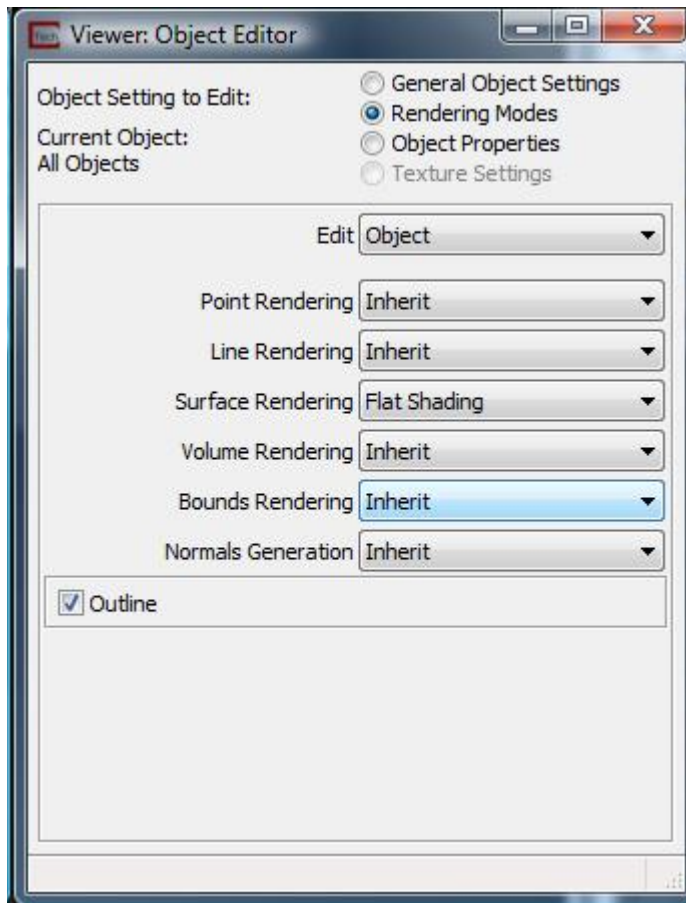 Viewer: Object Editor
Object Setting to Edit:
General Object Settings
Rendering Modes
Current Object:
All Objects
Object Properties
Texture Settings
Edit Object
Point Rendering Inherit
Line Rendering Inherit
Surface Rendering Flat Shading
Volume Rendering Inherit
Bounds Rendering Inherit
Normals Generation Inherit
Outline